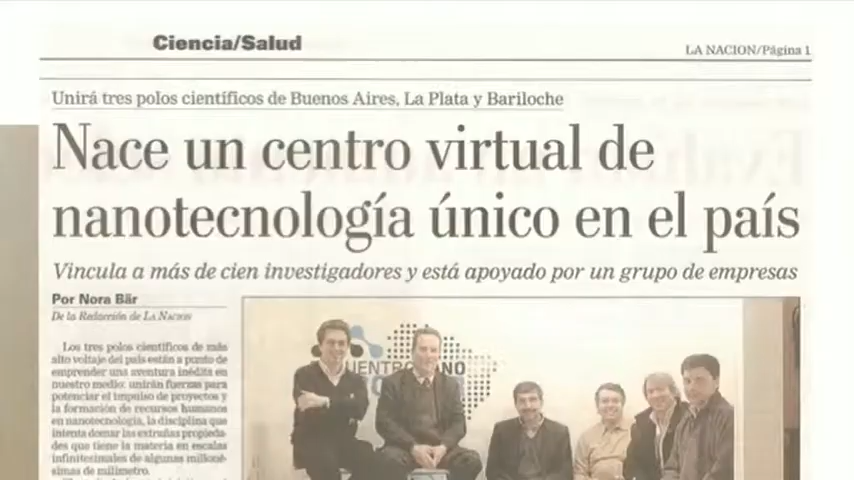 Ciencia/Salud
LA NACION/Página 1
Unirá tres polos científicos de Buenos Aires, La Plata y Bariloche
Nace un centro virtual de
nanotecnología único en el país
Vincula a más de cien investigadores y está apoyado por un grupo de empresas
Por Nora Bär
De la Redacción de LA NACION
Los tres polos científicos de más
alto voltaje del país están a punto de
emprender una aventura inédita en
nuestro medio: unirán fuerzas para
potenciar el impulso de proyectos y
la formación de recursos humanos
en nanotecnología, la disciplina que
intenta domar las extrañas propieda-
des que tiene la materia en escalas
infinitesimales de algunas milloné-
simas de milímetro.